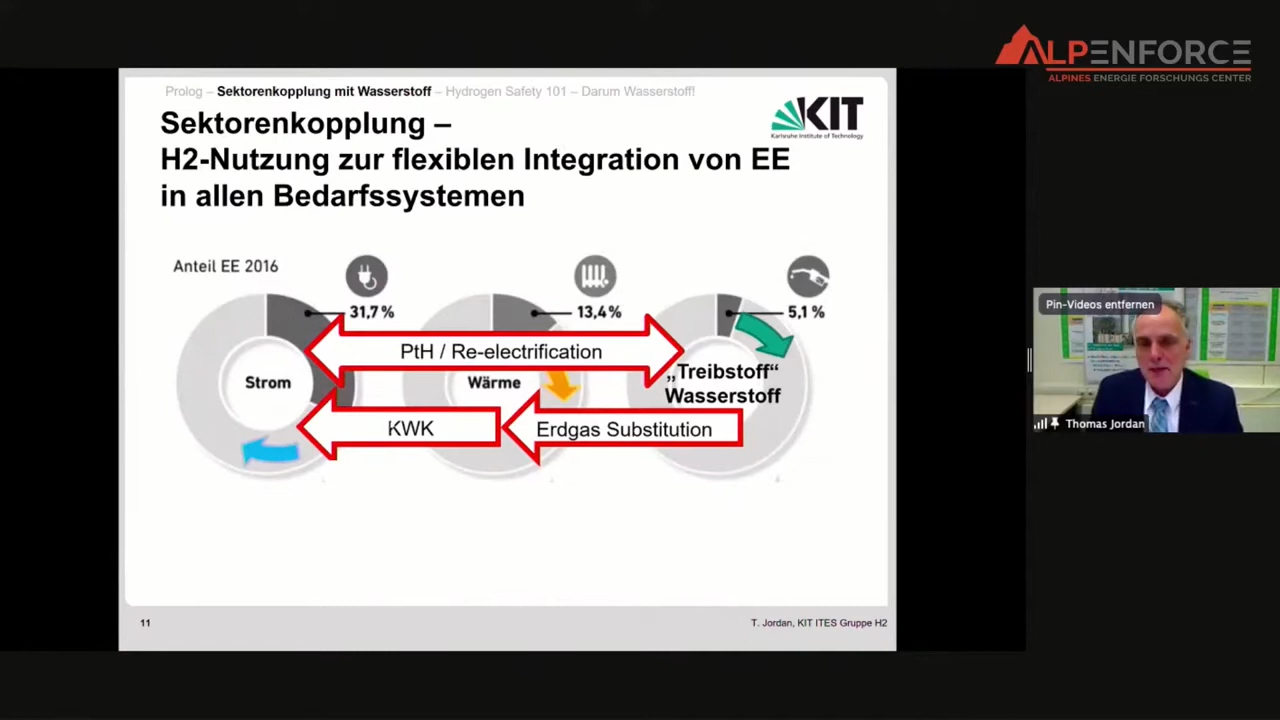 ALPENFORCE
ALPINES ENERGIE FORSCHUNGS CENTER
Prolog – Sektorenkopplung mit Wasserstoff – Hydrogen Safety 101 – Darum Wasserstoff!
KIT
Karlsruhe Institute of Technology
Sektorenkopplung –
H2-Nutzung zur flexiblen Integration von EE
in allen Bedarfssystemen
Anteil EE 2016
31,7 %
13,4 %
5,1 %
PtH / Re-electrification
Strom
Wärme
„Treibstoff“
Wasserstoff
KWK
Erdgas Substitution
11
T. Jordan, KIT ITES Gruppe H2
Pin-Videos entfernen
Thomas Jordan